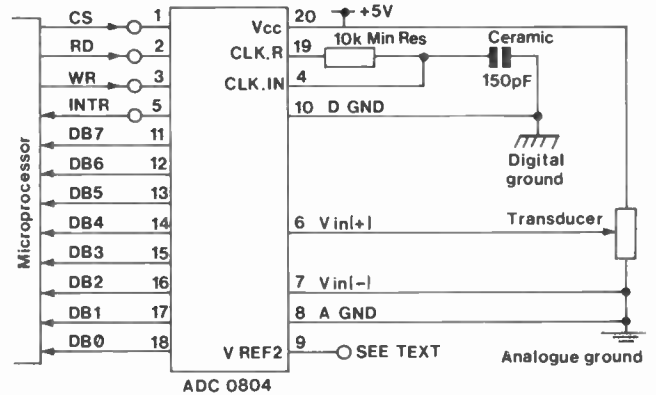 CS 1
RD 2
WR 3
INTR 5
DB7 11
DB6 12
DB5 13
DB4 14
DB3 15
DB2 16
DB1 17
DB0 18
Microprocessor
Vcc 20
+5V
CLK.R 19
10k Min Res
Ceramic
CLK.IN 4
150pF
10 D GND
Digital
ground
6 Vin(+)
Transducer
7 Vin(-)
8 A GND
V REF2 9
SEE TEXT
Analogue ground
ADC 0804